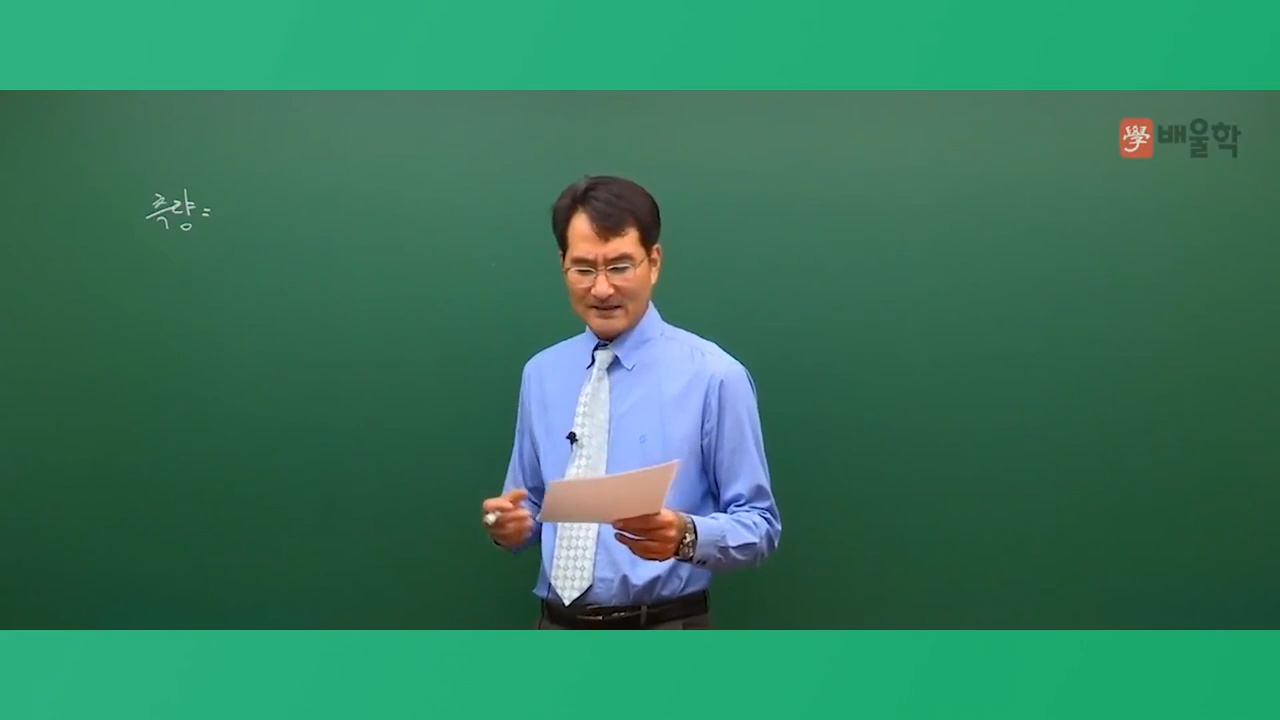 學 배울학
측량 =